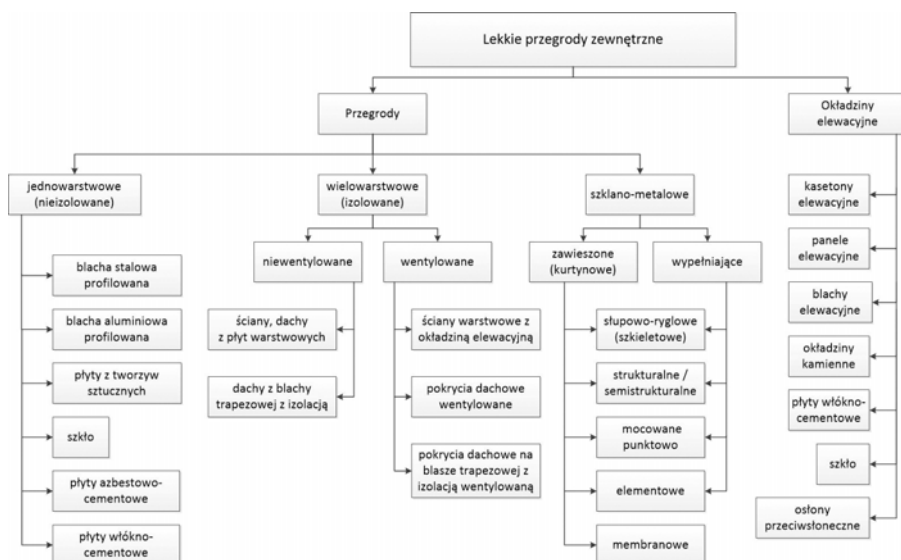 Lekkie przegrody zewnętrzne
Przegrody
Okładziny
elewacyjne
jednowarstwowe
(nieizolowane)
wielowarstwowe
(izolowane)
szklano-metalowe
niewentylowane
wentylowane
zawieszone
(kurtynowe)
wypełniające
blacha stalowa
profilowana
blacha aluminiowa
profilowana
płyty z tworzyw
sztucznych
szkło
płyty azbestowo-
cementowe
płyty włókno-
cementowe
ściany, dachy
z płyt warstwowych
dachy z blachy
trapezowej z izolacją
ściany warstwowe z
okładziną elewacyjną
pokrycia dachowe
wentylowane
pokrycia dachowe na
blasze trapezowej z
izolacją wentylowaną
słupowo-ryglowe
(szkieletowe)
strukturalne /
semistrukturalne
mocowane
punktowo
elementowe
membranowe
kasetony
elewacyjne
panele
elewacyjne
blachy
elewacyjne
okładziny
kamienne
płyty włókno-
cementowe
szkło
osłony
przeciwsłoneczne